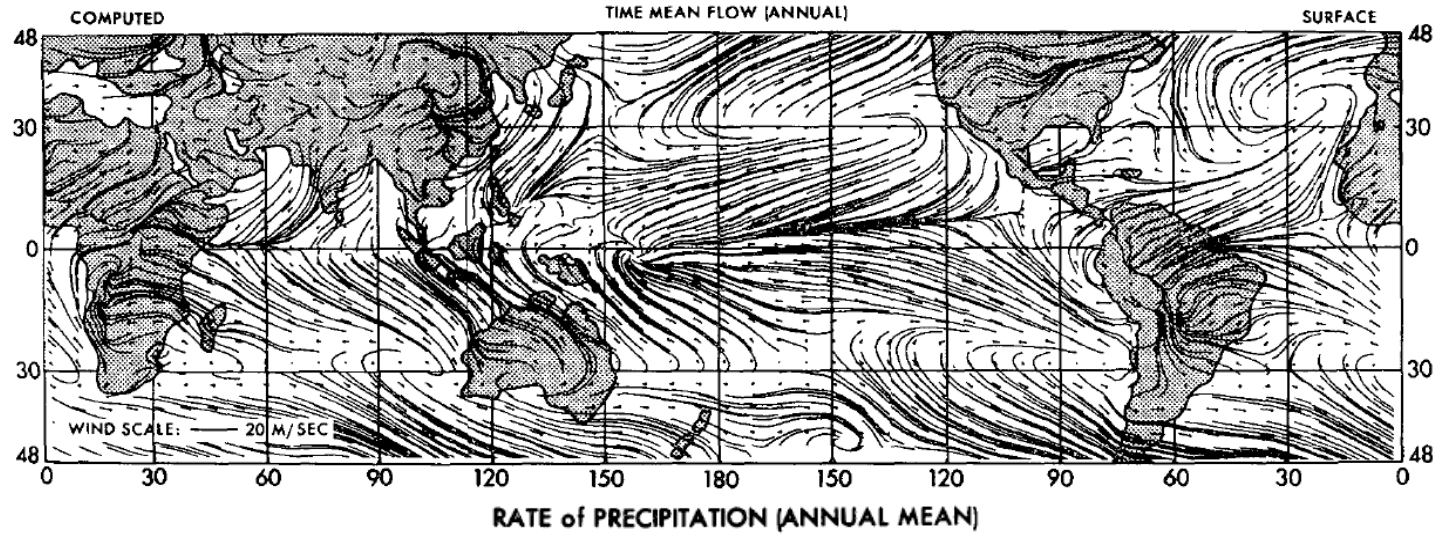 COMPUTED TIME MEAN FLOW (ANNUAL) SURFACE
48 48
30 30
0 0
30 30
WIND SCALE: 20 M/SEC
48 48
0 30 60 90 120 150 180 150 120 90 60 30 0
RATE of PRECIPITATION (ANNUAL MEAN)